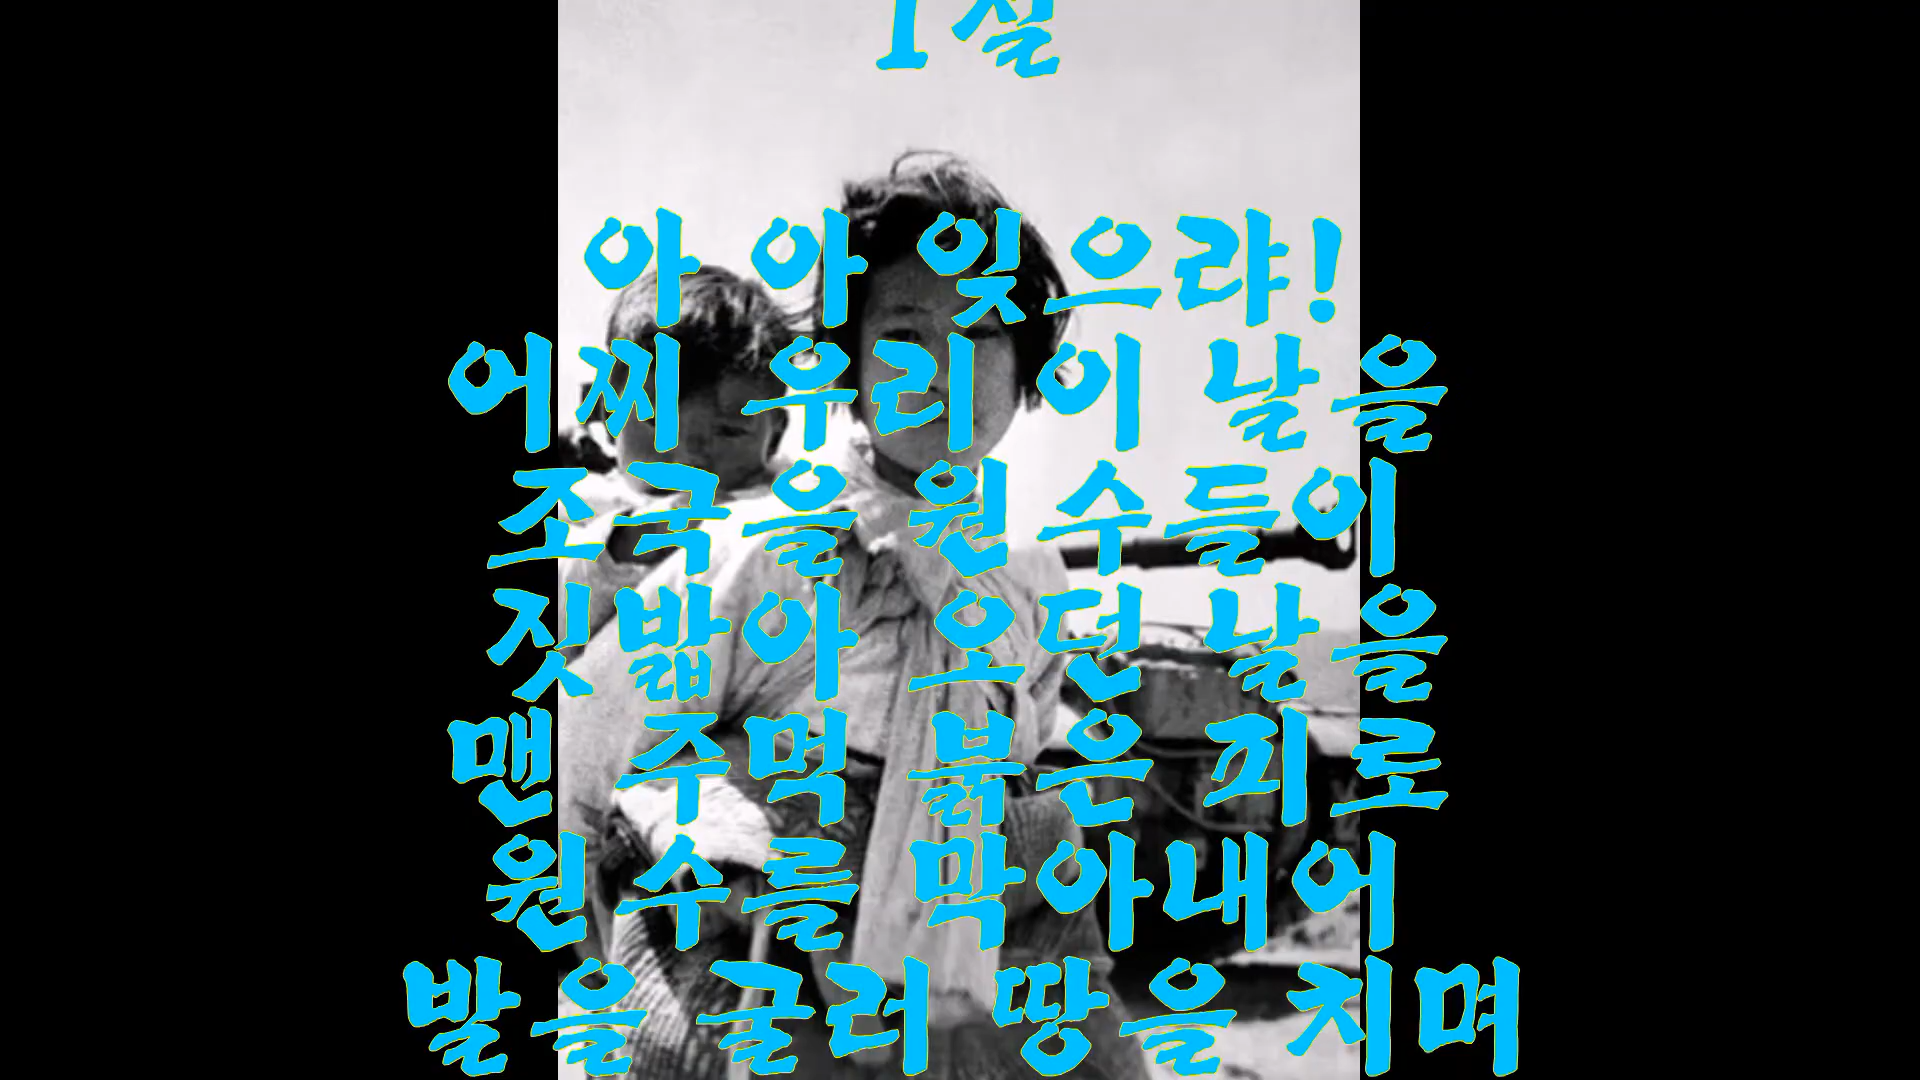 1절
아 아 잊으랴!
어찌 우리 이 날을
조국을 원수들이
짓밟아 오던 날을
맨 주먹 붉은 피로
원수를 막아내어
발을 굴러 땅을 치며